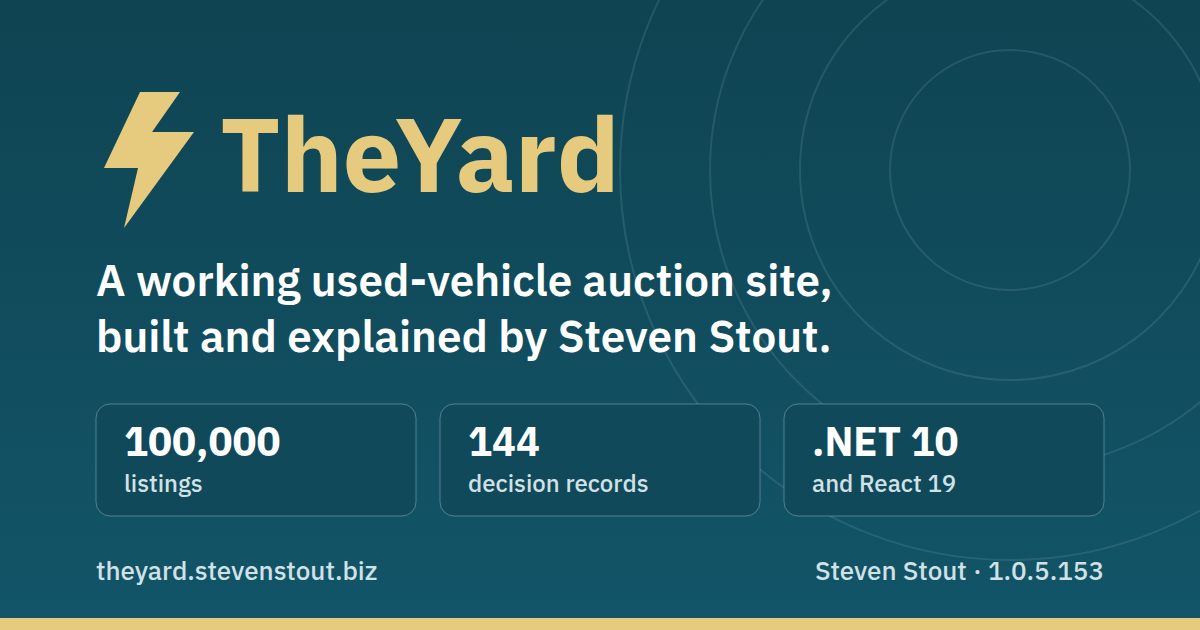 TheYard
A working used-vehicle auction site,
built and explained by Steven Stout.
100,000
listings
144
decision records
.NET 10
and React 19
theyard.stevenstout.biz
Steven Stout · 1.0.5.153